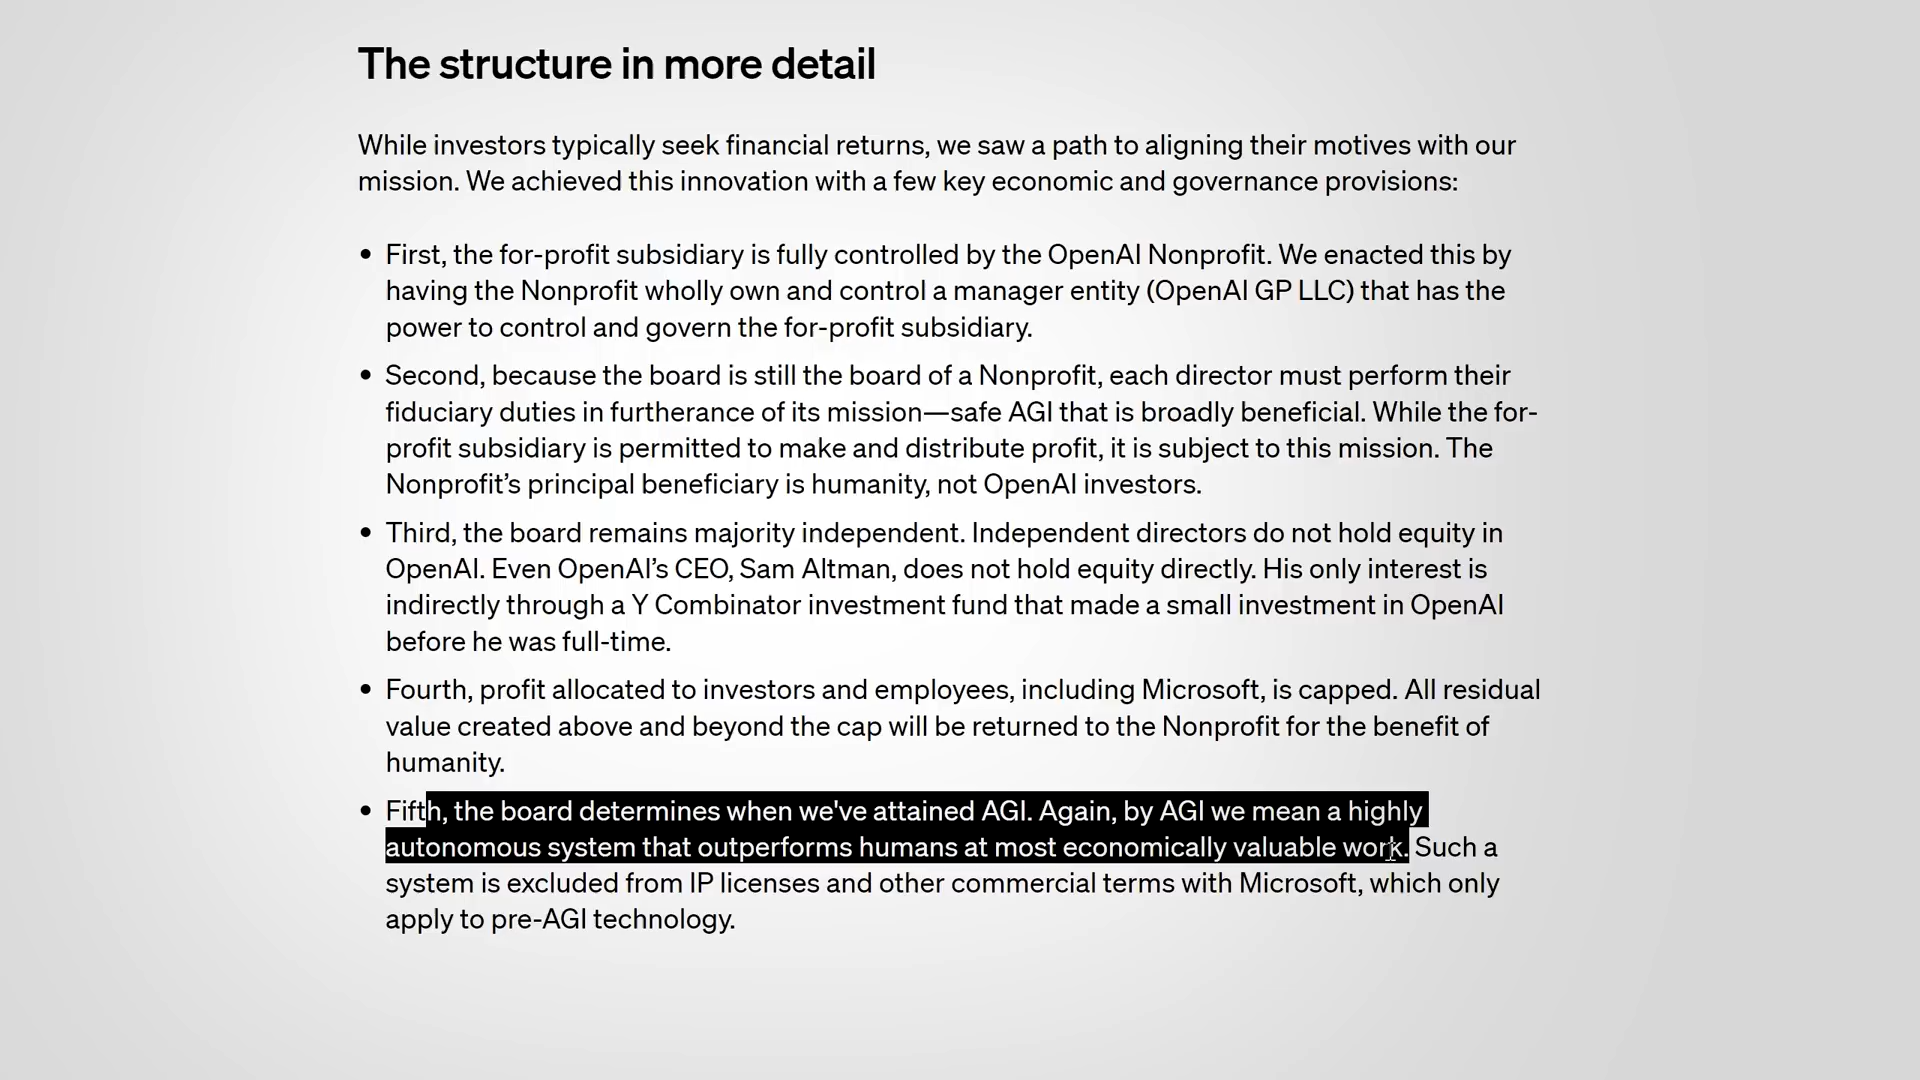 The structure in more detail
While investors typically seek financial returns, we saw a path to aligning their motives with our
mission. We achieved this innovation with a few key economic and governance provisions:
• First, the for-profit subsidiary is fully controlled by the OpenAI Nonprofit. We enacted this by
having the Nonprofit wholly own and control a manager entity (OpenAI GP LLC) that has the
power to control and govern the for-profit subsidiary.
• Second, because the board is still the board of a Nonprofit, each director must perform their
fiduciary duties in furtherance of its mission—safe AGI that is broadly beneficial. While the for-
profit subsidiary is permitted to make and distribute profit, it is subject to this mission. The
Nonprofit’s principal beneficiary is humanity, not OpenAI investors.
• Third, the board remains majority independent. Independent directors do not hold equity in
OpenAI. Even OpenAI’s CEO, Sam Altman, does not hold equity directly. His only interest is
indirectly through a Y Combinator investment fund that made a small investment in OpenAI
before he was full-time.
• Fourth, profit allocated to investors and employees, including Microsoft, is capped. All residual
value created above and beyond the cap will be returned to the Nonprofit for the benefit of
humanity.
• Fifth, the board determines when we've attained AGI. Again, by AGI we mean a highly
autonomous system that outperforms humans at most economically valuable work. Such a
system is excluded from IP licenses and other commercial terms with Microsoft, which only
apply to pre-AGI technology.